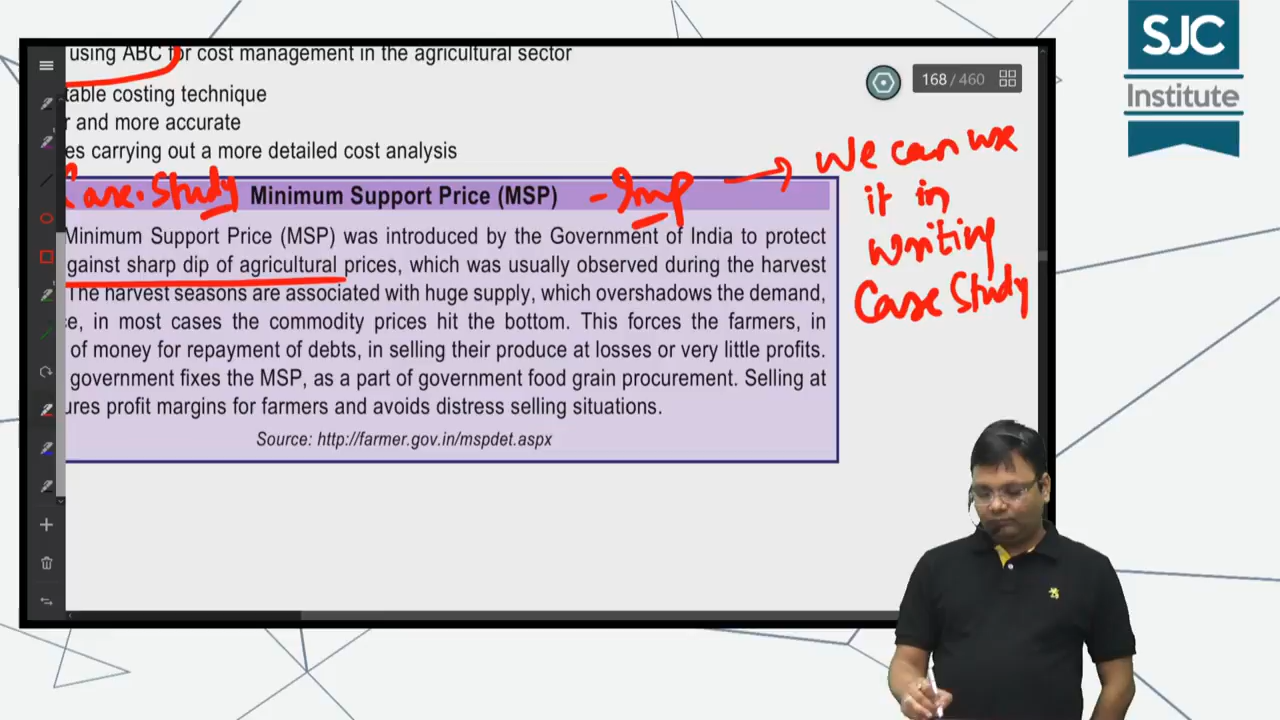 SJC
Institute
168 / 460
using ABC for cost management in the agricultural sector
table costing technique
r and more accurate
es carrying out a more detailed cost analysis
Case. Study Minimum Support Price (MSP) - Imp → We can use
it in
writing
Case Study
Minimum Support Price (MSP) was introduced by the Government of India to protect
gainst sharp dip of agricultural prices, which was usually observed during the harvest
The harvest seasons are associated with huge supply, which overshadows the demand,
e, in most cases the commodity prices hit the bottom. This forces the farmers, in
of money for repayment of debts, in selling their produce at losses or very little profits.
government fixes the MSP, as a part of government food grain procurement. Selling at
ures profit margins for farmers and avoids distress selling situations.
Source: http://farmer.gov.in/mspdet.aspx